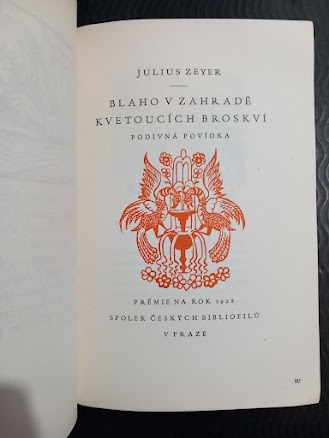 JULIUS ZEYER
BLAHO V ZAHRADĚ
KVETOUCÍCH BROSKVÍ
PODIVNÁ POVÍDKA
PRÉMIE NA ROK 1928
SPOLEK ČESKÝCH BIBLIOFILŮ
V PRAZE